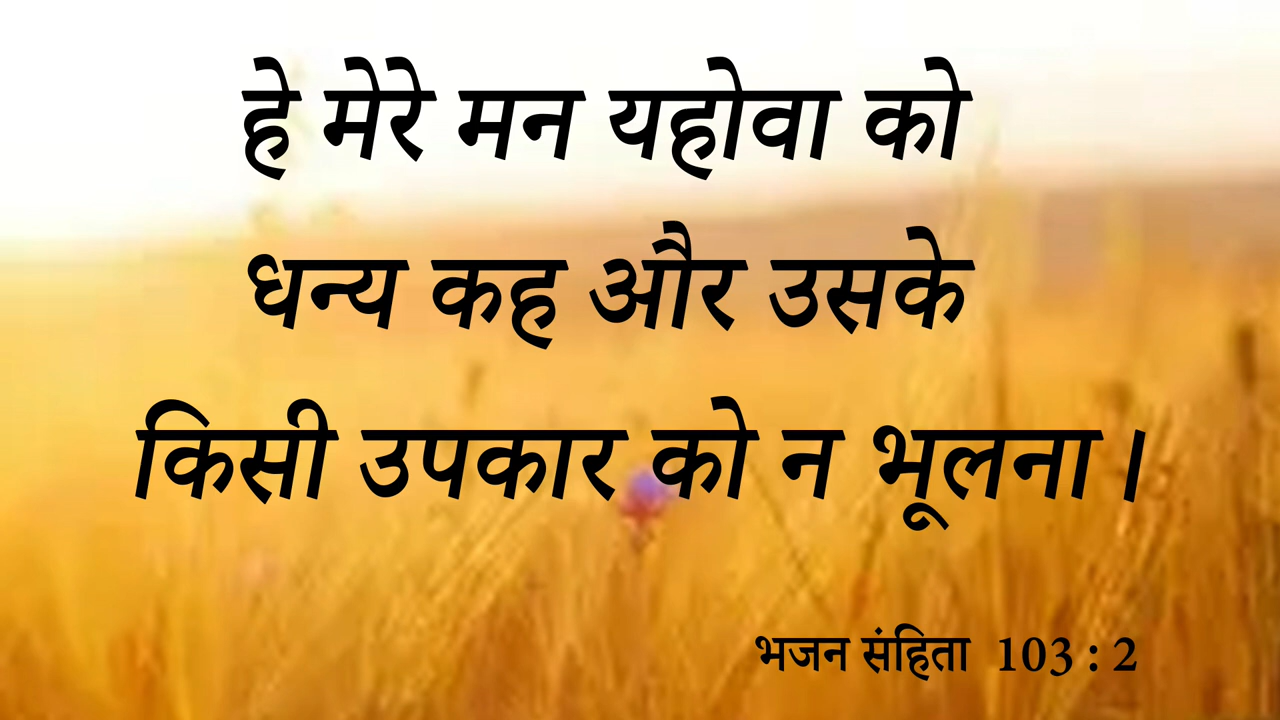 हे मेरे मन यहोवा को
धन्य कह और उसके
किसी उपकार को न भूलना।
भजन संहिता 103 : 2